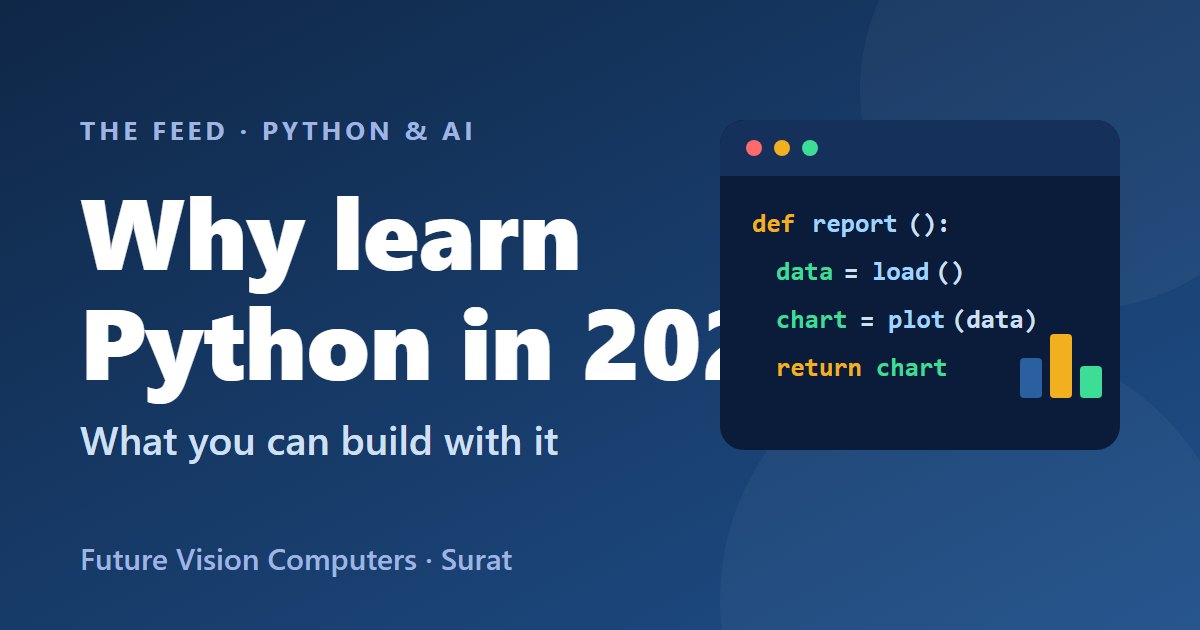 THE FEED · PYTHON & AI
Why learn
Python in 202
What you can build with it
Future Vision Computers · Surat
def report ():
data = load ()
chart = plot (data)
return chart